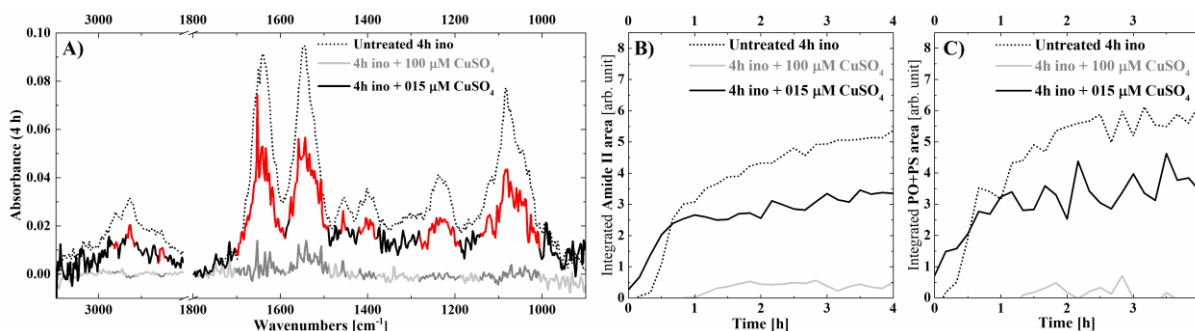 3000 1800 1600 1400 1200 1000
A)
Untreated 4h ino
4h ino + 100 µM CuSO₄
4h ino + 015 µM CuSO₄
Absorbance (4 h)
0.10
0.08
0.06
0.04
0.02
0.00
3000 1800 1600 1400 1200 1000
Wavenumbers [cm⁻¹]
0 1 2 3 4
B)
Untreated 4h ino
4h ino + 100 µM CuSO₄
4h ino + 015 µM CuSO₄
Integrated Amide II area [arb. unit]
8
7
6
5
4
3
2
1
0
0 1 2 3 4
Time [h]
0 1 2 3
C)
Untreated 4h ino
4h ino + 100 µM CuSO₄
4h ino + 015 µM CuSO₄
Integrated PO+PS area [arb. unit]
8
7
6
5
4
3
2
1
0
0 1 2 3
Time [h]